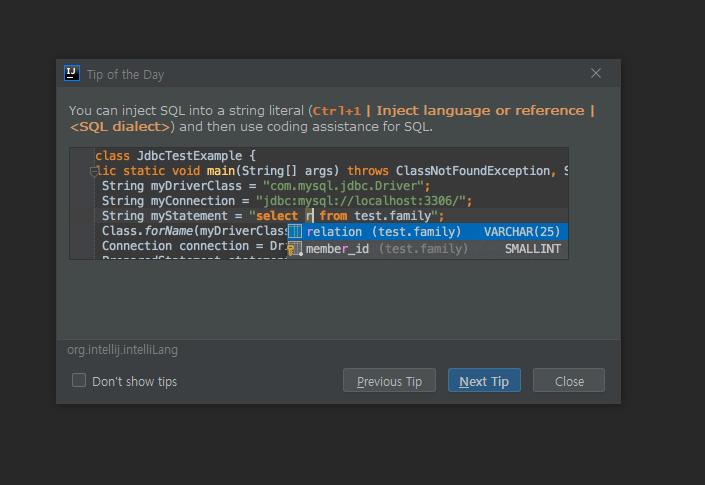 IJ
Tip of the Day
You can inject SQL into a string literal (Ctrl+1 | Inject language or reference |
<SQL dialect>) and then use coding assistance for SQL.
class JdbcTestExample {
lic static void main(String[] args) throws ClassNotFoundException, S
String myDriverClass = "com.mysql.jdbc.Driver";
String myConnection = "jdbc:mysql://localhost:3306/";
String myStatement = "select r from test.family";
Class.forName(myDriverClass
relation (test.family) VARCHAR(25)
Connection connection = Dri
member_id (test.family) SMALLINT
PreparedStatement statement
org.intellij.intelliLang
Don't show tips
Previous Tip
Next Tip
Close